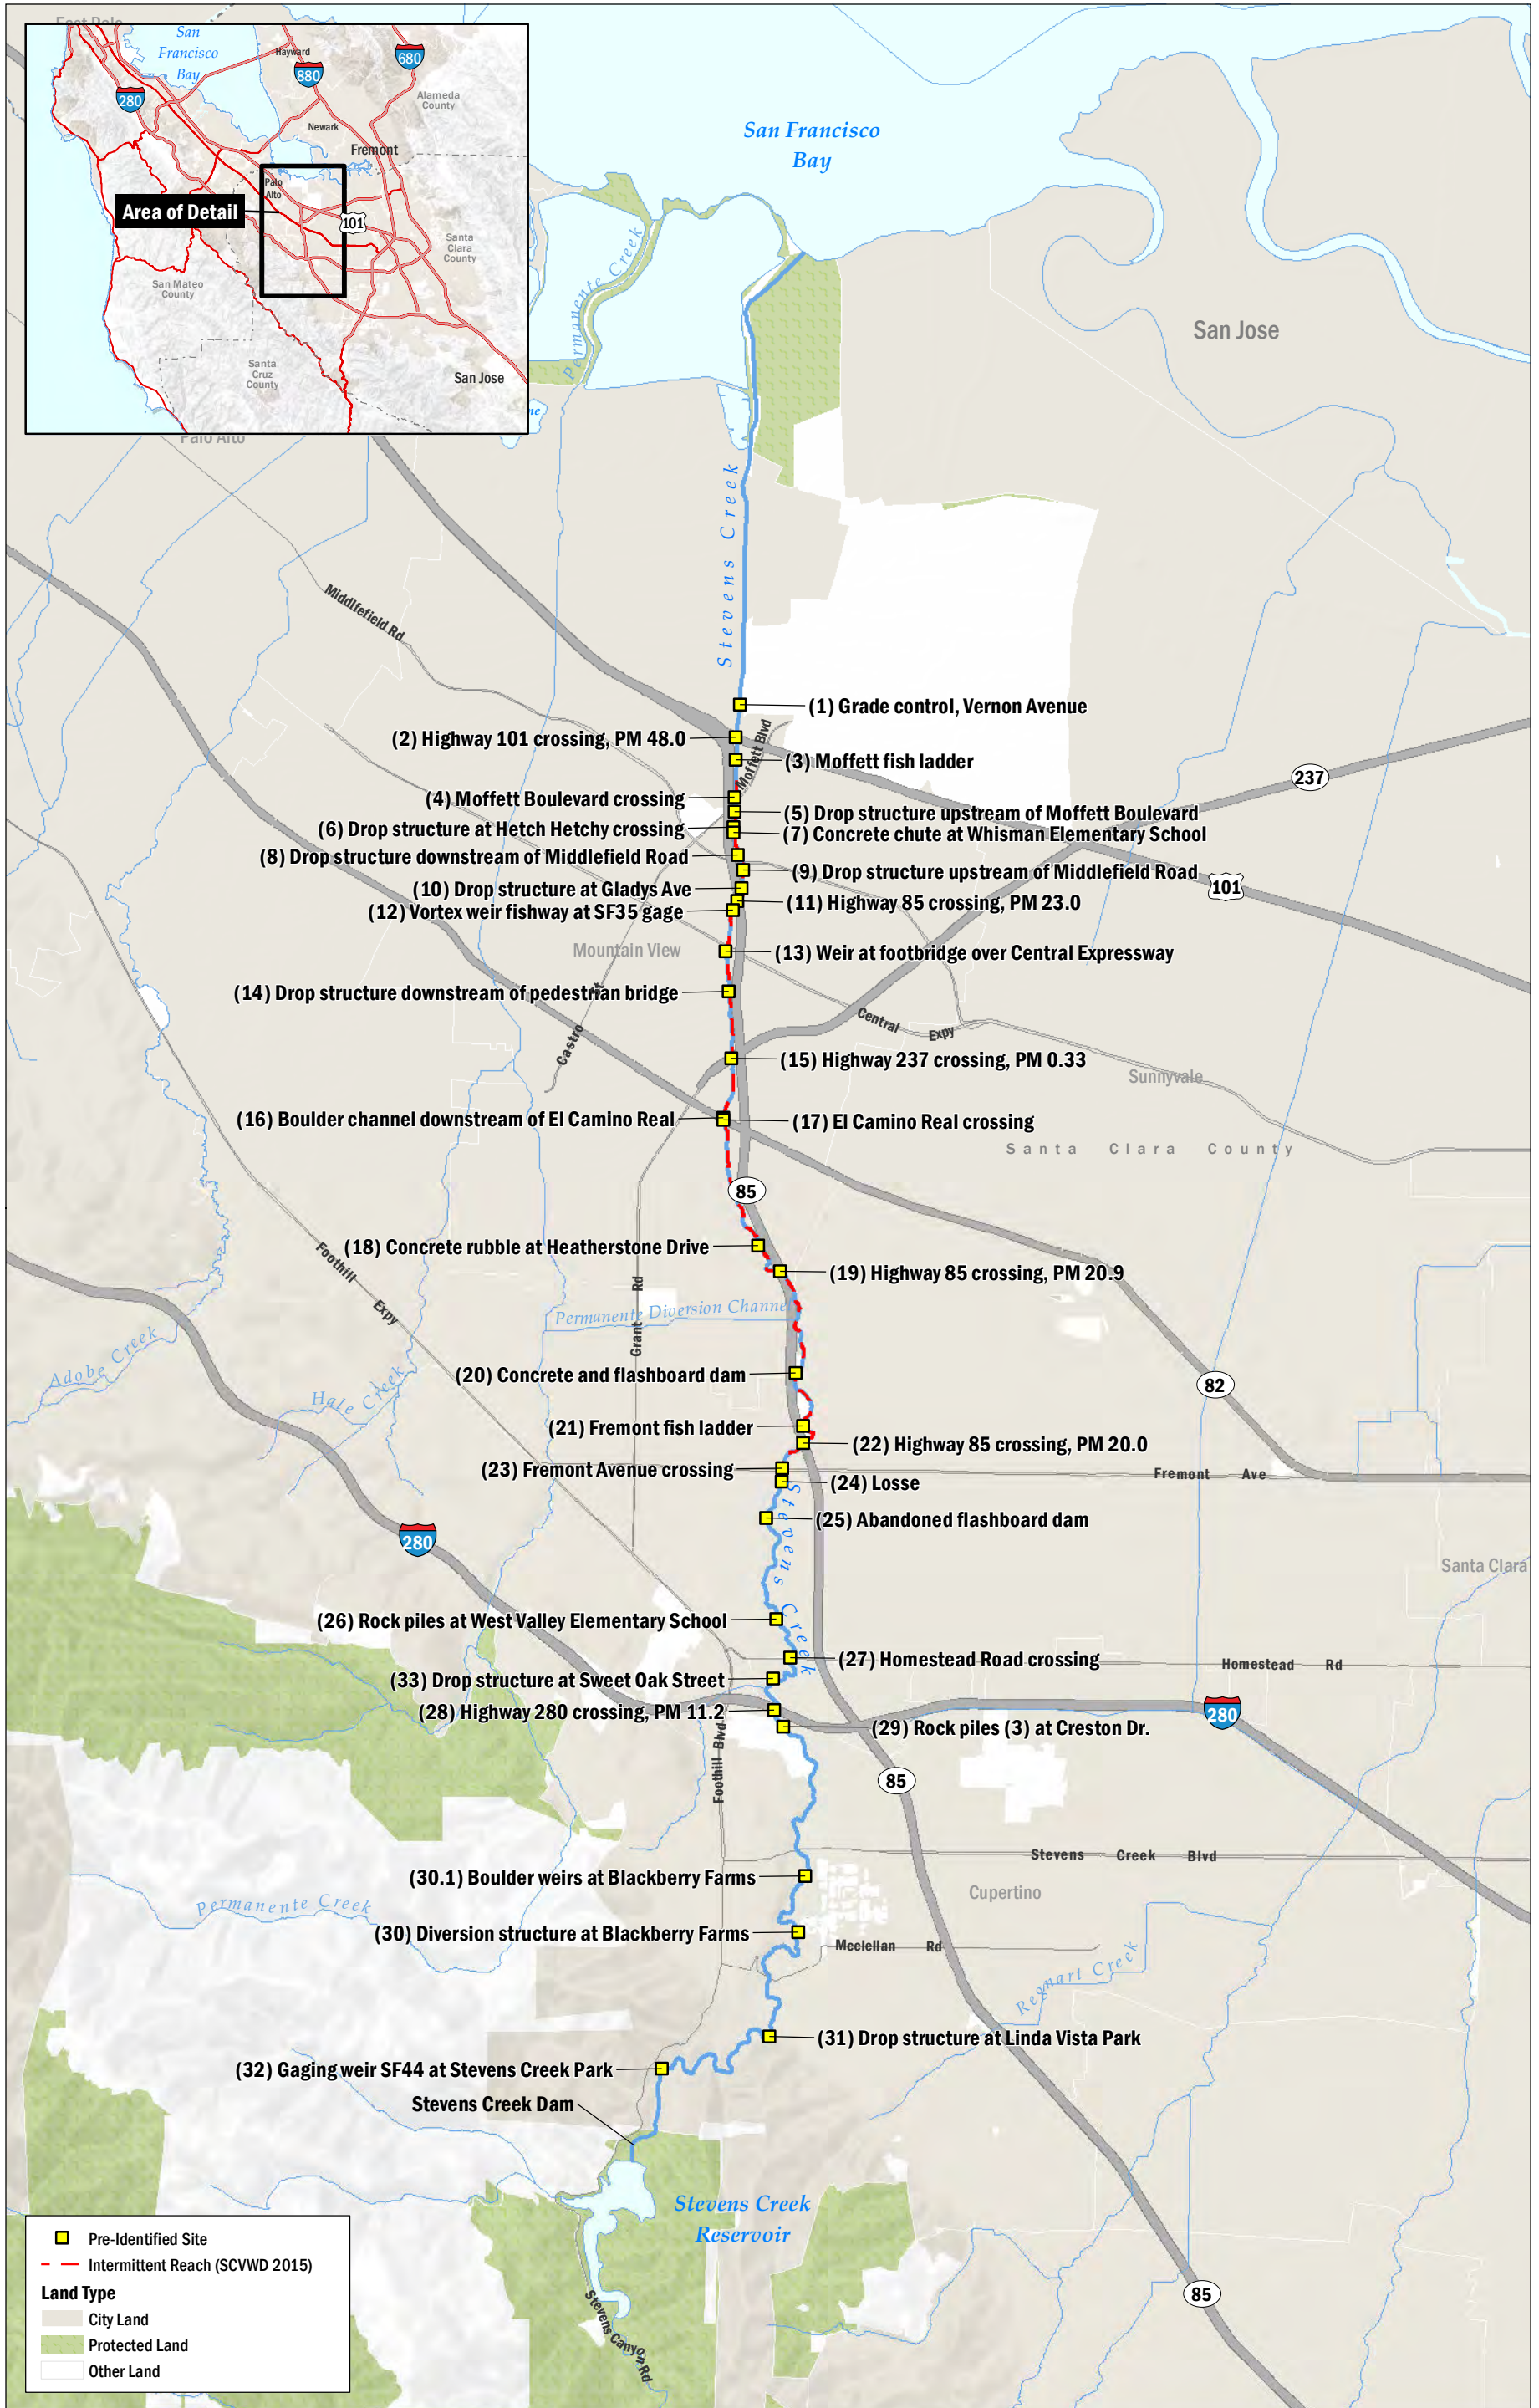 East Palo
San
Francisco
Bay
Hayward
880
680
280
Alameda
County
Newark
Fremont
Palo
Alto
Area of Detail
101
Santa
Clara
County
San Mateo
County
Santa
Cruz
County
San Jose
Palo Alto
San Francisco
Bay
Permanente Creek
San Jose
Stevens Creek
Middlfefield Rd
(1) Grade control, Vernon Avenue
(2) Highway 101 crossing, PM 48.0
Moffett Blvd
(3) Moffett fish ladder
237
(4) Moffett Boulevard crossing
(5) Drop structure upstream of Moffett Boulevard
(6) Drop structure at Hetch Hetchy crossing
(7) Concrete chute at Whisman Elementary School
(8) Drop structure downstream of Middlefield Road
(9) Drop structure upstream of Middlefield Road
(10) Drop structure at Gladys Ave
101
(11) Highway 85 crossing, PM 23.0
(12) Vortex weir fishway at SF35 gage
Mountain View
(13) Weir at footbridge over Central Expressway
(14) Drop structure downstream of pedestrian bridge
Castro St
Central Expy
(15) Highway 237 crossing, PM 0.33
Sunnyvale
(16) Boulder channel downstream of El Camino Real
(17) El Camino Real crossing
Santa Clara County
85
(18) Concrete rubble at Heatherstone Drive
Foothill Expy
(19) Highway 85 crossing, PM 20.9
Grant Rd
Permanente Diversion Channel
Adobe Creek
Hale Creek
(20) Concrete and flashboard dam
82
(21) Fremont fish ladder
(22) Highway 85 crossing, PM 20.0
(23) Fremont Avenue crossing
Fremont Ave
(24) Losse
Stevens Creek
(25) Abandoned flashboard dam
280
Santa Clara
(26) Rock piles at West Valley Elementary School
(27) Homestead Road crossing
Homestead Rd
(33) Drop structure at Sweet Oak Street
(28) Highway 280 crossing, PM 11.2
280
(29) Rock piles (3) at Creston Dr.
Foothill Blvd
85
Stevens Creek Blvd
(30.1) Boulder weirs at Blackberry Farms
Cupertino
Permanente Creek
(30) Diversion structure at Blackberry Farms
Mcclellan Rd
Regnart Creek
(31) Drop structure at Linda Vista Park
(32) Gaging weir SF44 at Stevens Creek Park
Stevens Creek Dam
Stevens Creek
Reservoir
Stevens Canyon Rd
85
Pre-Identified Site
Intermittent Reach (SCVWD 2015)
Land Type
City Land
Protected Land
Other Land